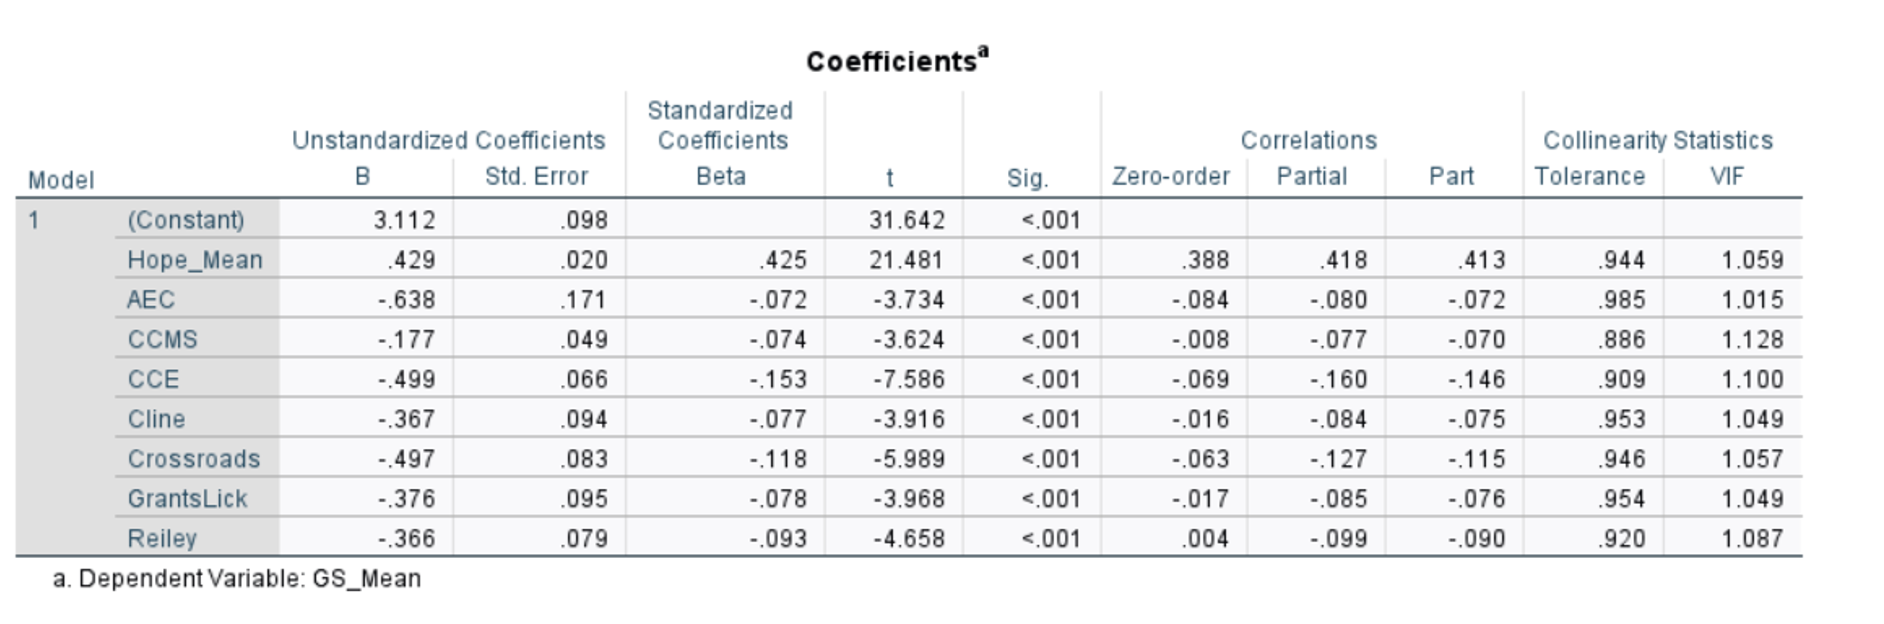 Coefficientsa
Unstandardized Coefficients Standardized Coefficients Correlations Collinearity Statistics
Model B Std. Error Beta t Sig. Zero-order Partial Part Tolerance VIF
1 (Constant) 3.112 .098 31.642 <.001
Hope_Mean .429 .020 .425 21.481 <.001 .388 .418 .413 .944 1.059
AEC -.638 .171 -.072 -3.734 <.001 -.084 -.080 -.072 .985 1.015
CCMS -.177 .049 -.074 -3.624 <.001 -.008 -.077 -.070 .886 1.128
CCE -.499 .066 -.153 -7.586 <.001 -.069 -.160 -.146 .909 1.100
Cline -.367 .094 -.077 -3.916 <.001 -.016 -.084 -.075 .953 1.049
Crossroads -.497 .083 -.118 -5.989 <.001 -.063 -.127 -.115 .946 1.057
GrantsLick -.376 .095 -.078 -3.968 <.001 -.017 -.085 -.076 .954 1.049
Reiley -.366 .079 -.093 -4.658 <.001 .004 -.099 -.090 .920 1.087
a. Dependent Variable: GS_Mean